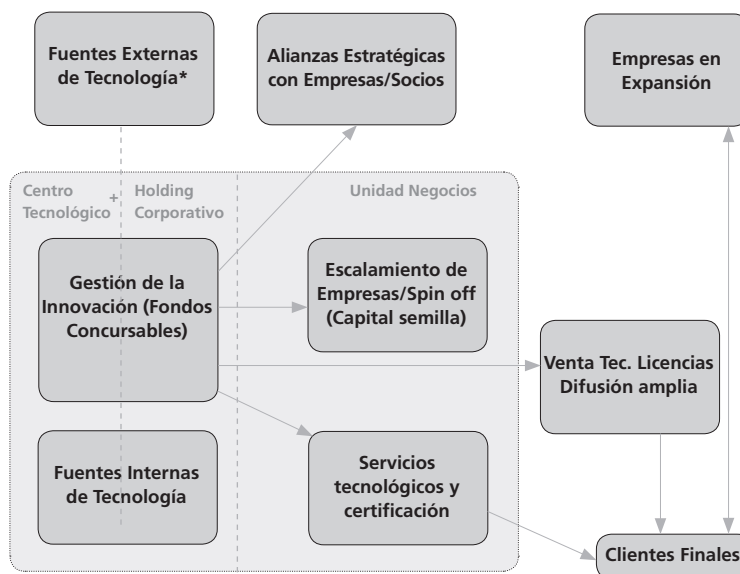 Fuentes Externas
de Tecnología*
Alianzas Estratégicas
con Empresas/Socios
Empresas en
Expansión
Centro
Tecnológico
+
Holding
Corporativo
Unidad Negocios
Gestión de la
Innovación (Fondos
Concursables)
Escalamiento de
Empresas/Spin off
(Capital semilla)
Venta Tec. Licencias
Difusión amplia
Fuentes Internas
de Tecnología
Servicios
tecnológicos y
certificación
Clientes Finales